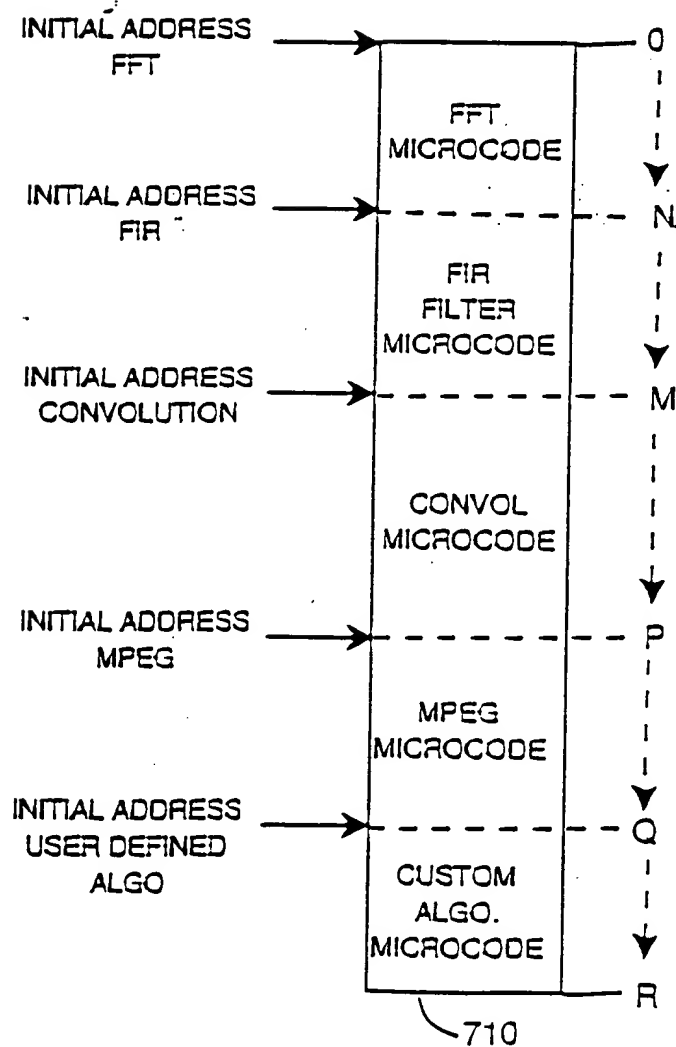 INITIAL ADDRESS
FFT
0
FFT
MICROCODE
INITIAL ADDRESS
FIR
N
FIR
FILTER
MICROCODE
INITIAL ADDRESS
CONVOLUTION
M
CONVOL
MICROCODE
INITIAL ADDRESS
MPEG
P
MPEG
MICROCODE
INITIAL ADDRESS
USER DEFINED
ALGO
Q
CUSTOM
ALGO.
MICROCODE
R
710